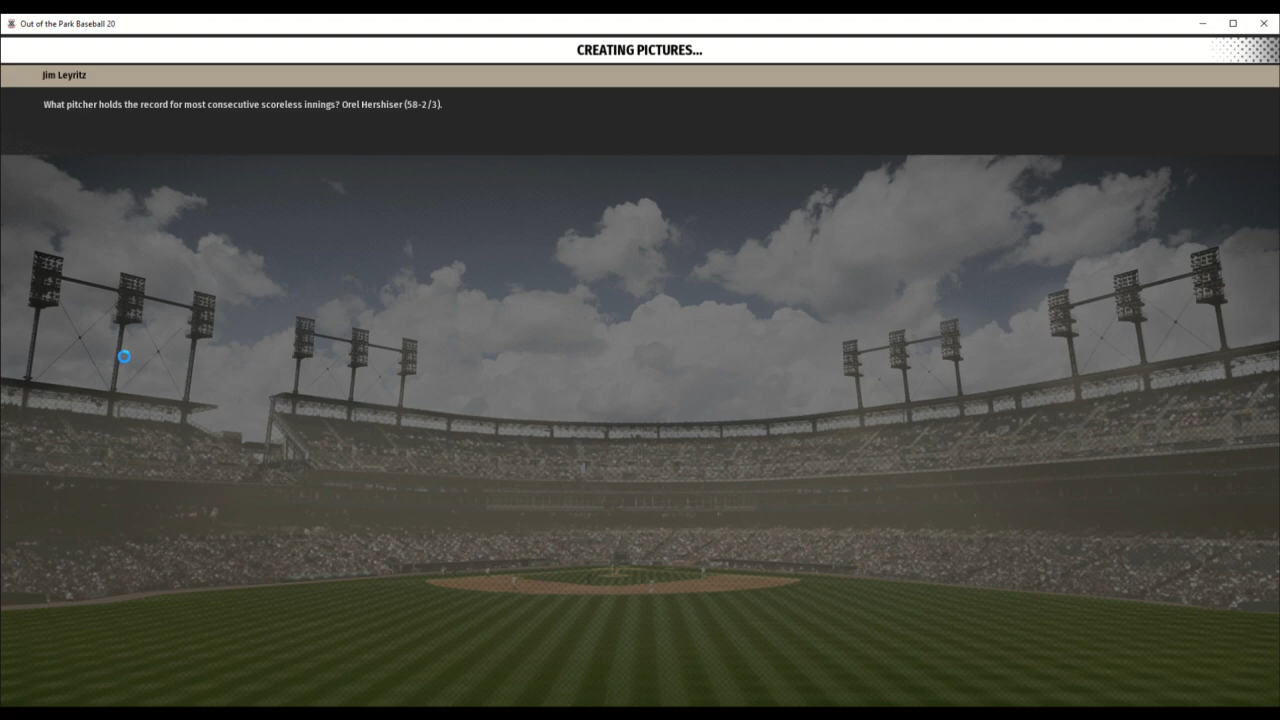 Out of the Park Baseball 20
CREATING PICTURES...
Jim Leyritz
What pitcher holds the record for most consecutive scoreless innings? Orel Hershiser (58-2/3).